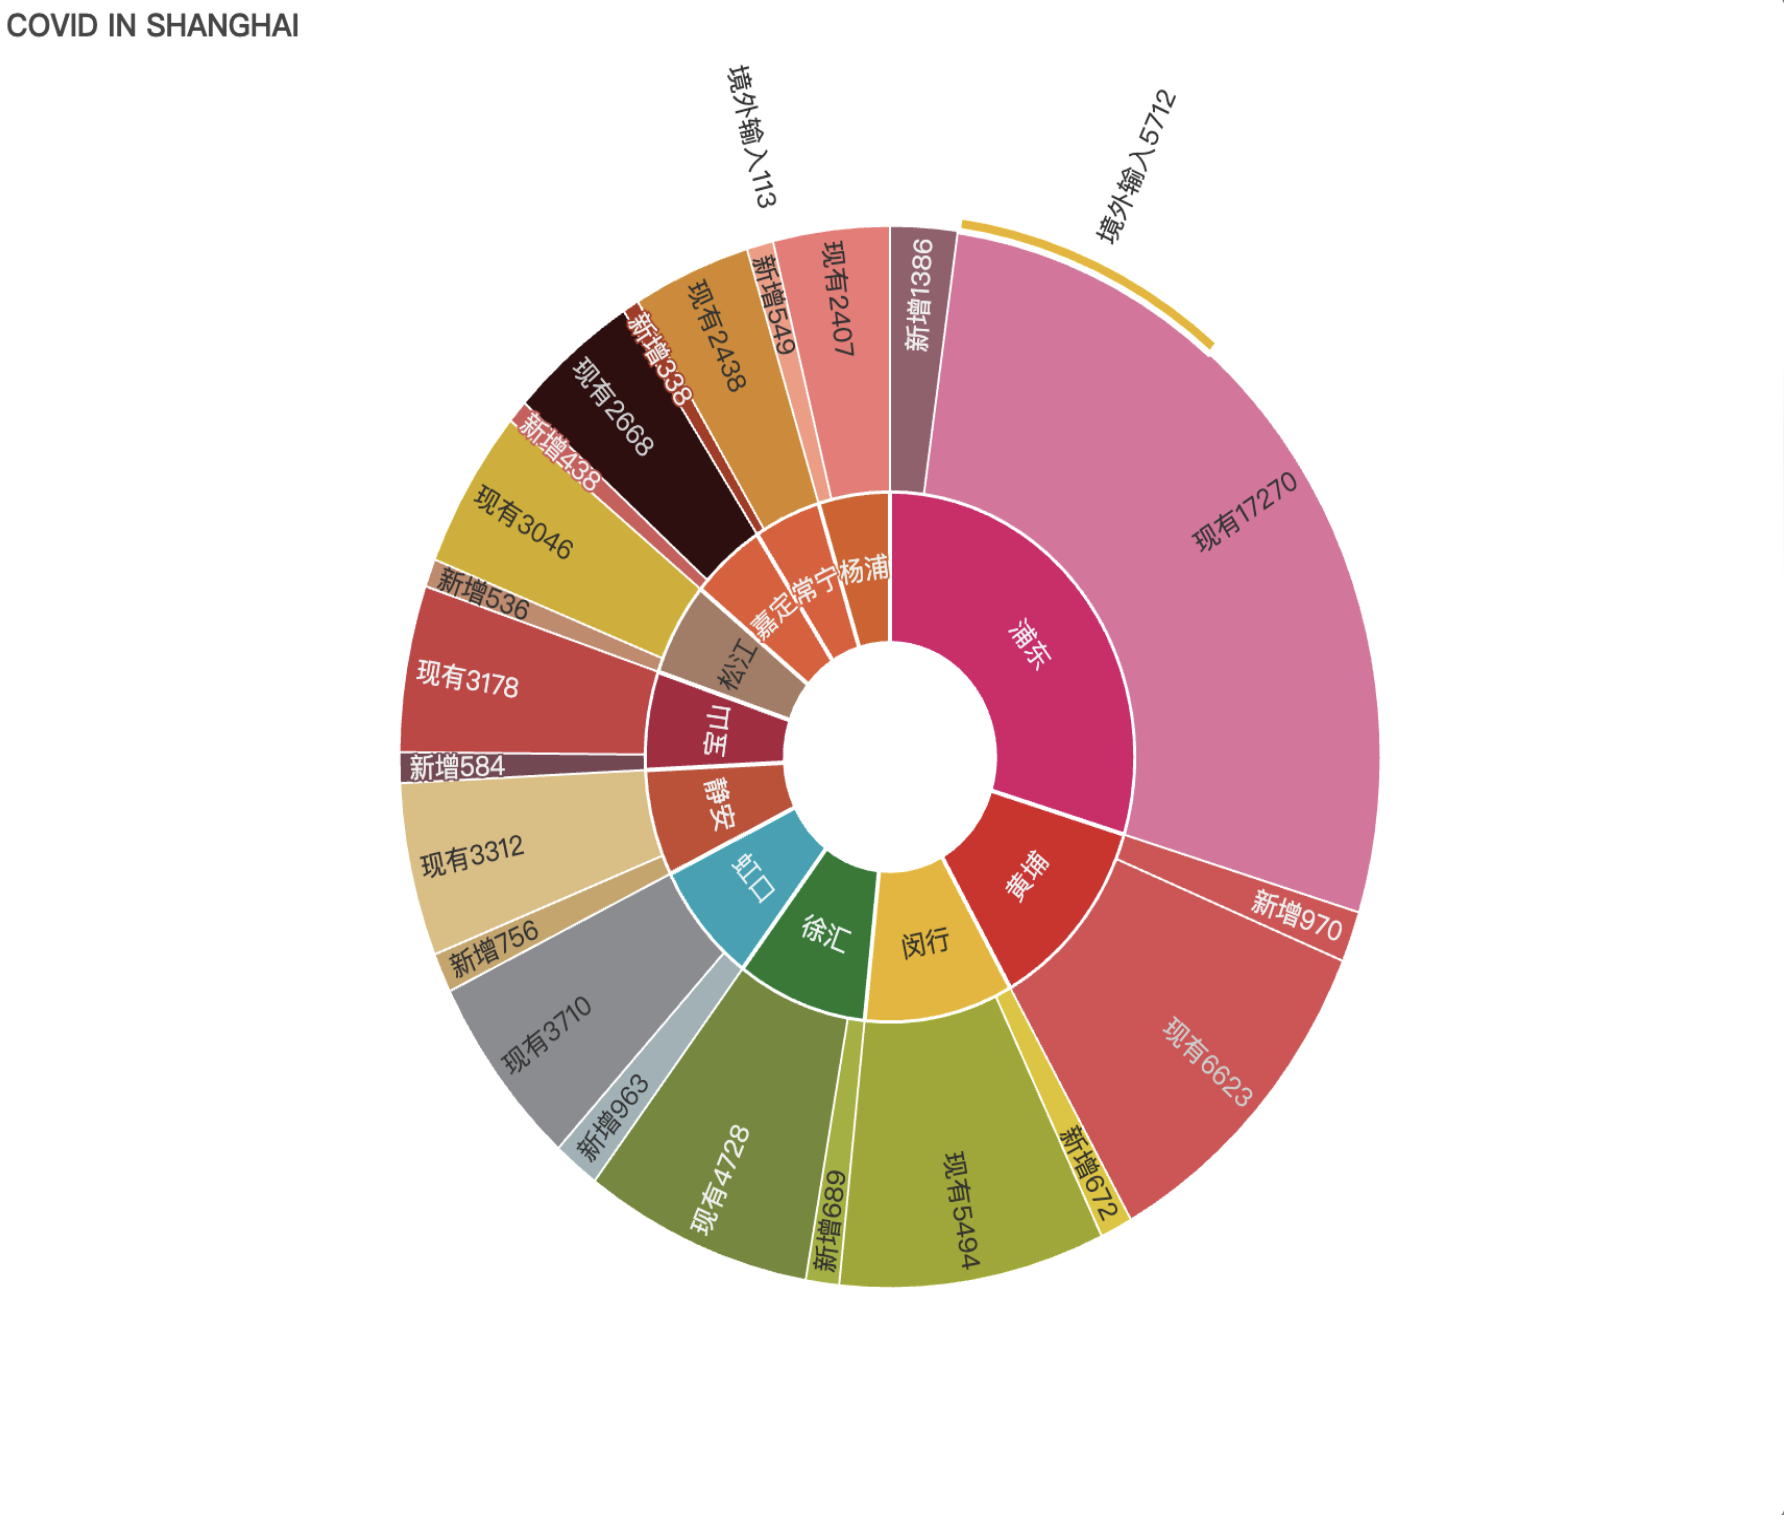 COVID IN SHANGHAI
境外输入113
境外输入5712
浦东
新增1386
现有17270
黄埔
新增970
现有6623
闵行
新增672
现有5494
徐汇
新增689
现有4728
虹口
新增963
现有3710
静安
新增756
现有3312
宝山
新增584
现有3178
松江
新增536
现有3046
嘉定
新增438
现有2668
常宁
新增338
现有2438
杨浦
新增549
现有2407